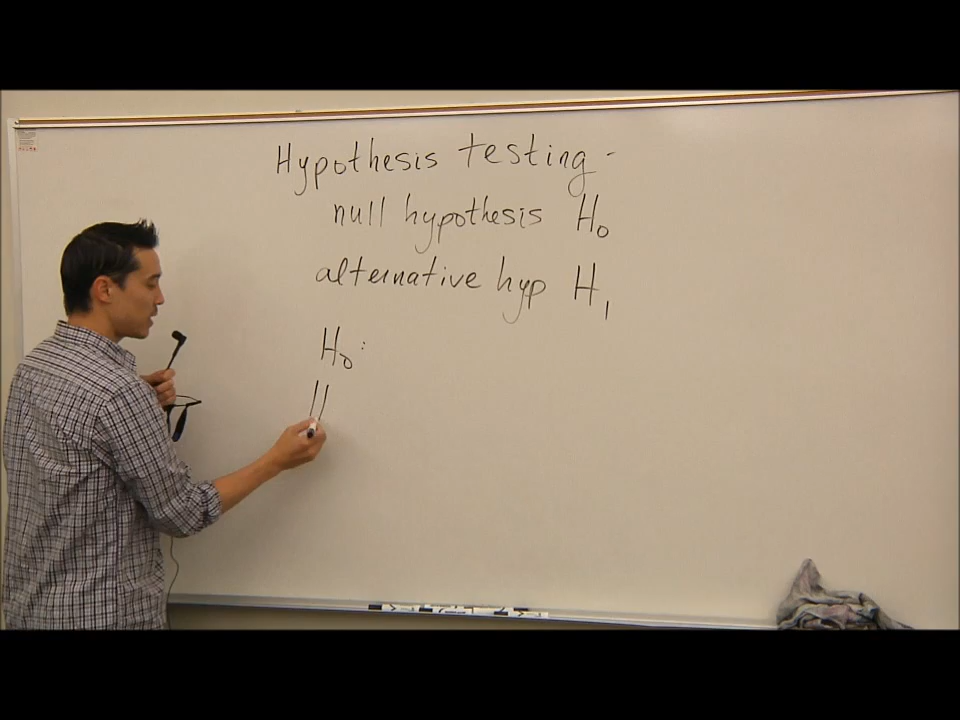 Hypothesis testing -
null hypothesis H₀
alternative hyp H₁
H₀: